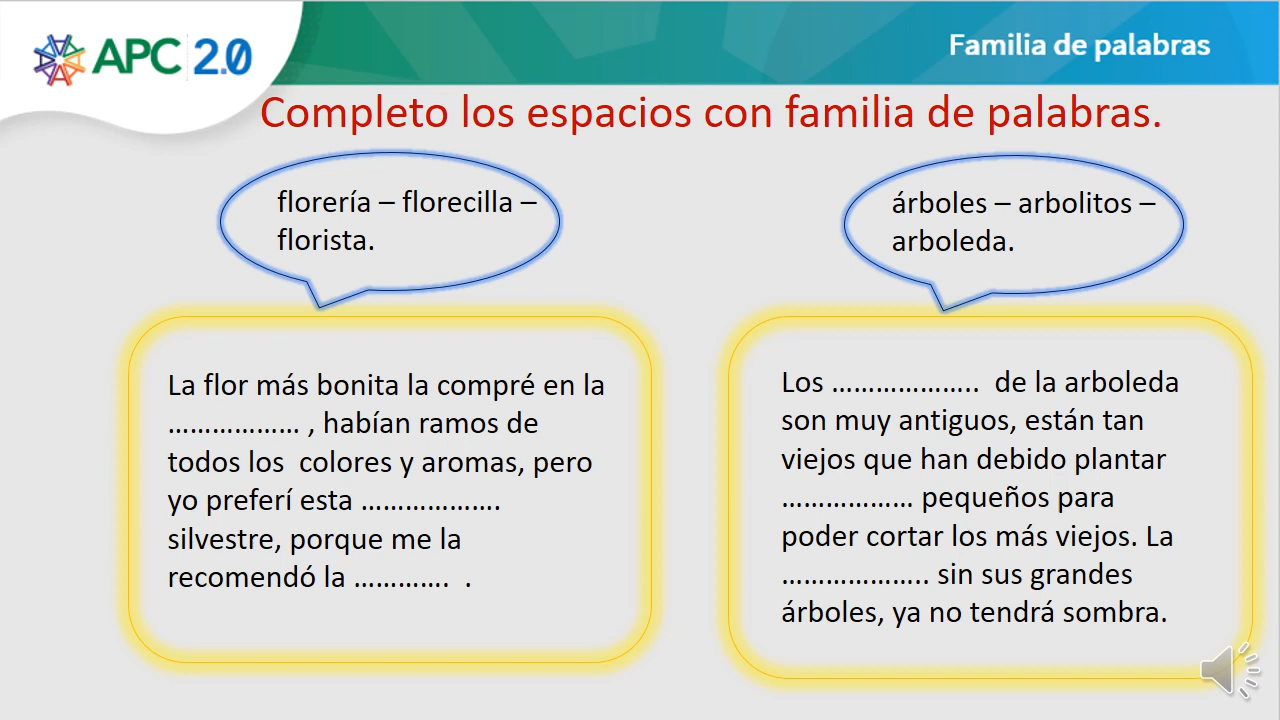 APC 2.0
Familia de palabras
Completo los espacios con familia de palabras.
florería – florecilla –
florista.
La flor más bonita la compré en la
……………… , habían ramos de
todos los  colores y aromas, pero
yo preferí esta ……………….
silvestre, porque me la
recomendó la ………….  .
árboles – arbolitos –
arboleda.
Los ………………..  de la arboleda
son muy antiguos, están tan
viejos que han debido plantar
……………… pequeños para
poder cortar los más viejos. La
……………….. sin sus grandes
árboles, ya no tendrá sombra.